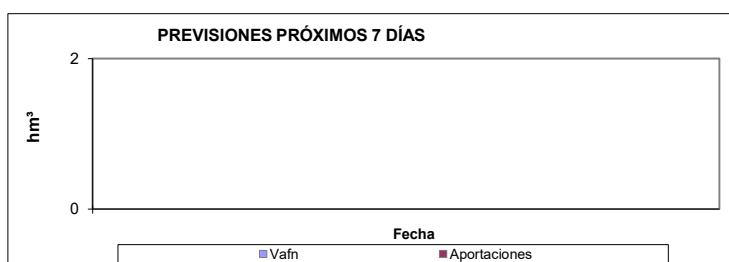 PREVISIONES PRÓXIMOS 7 DÍAS
2
hm³
0
Fecha
Vafn Aportaciones